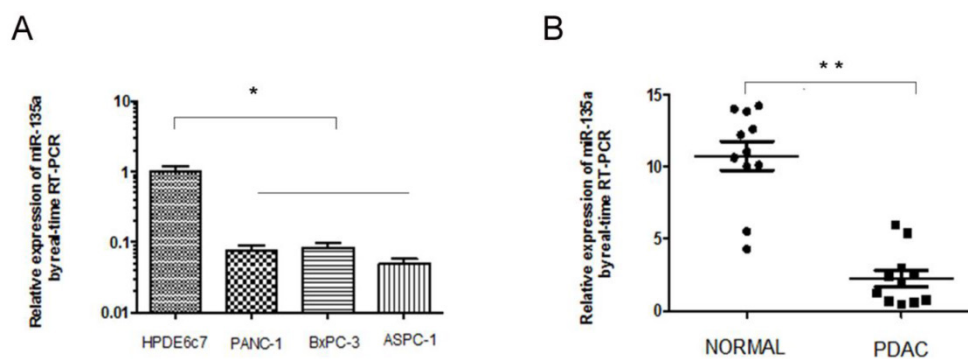 A
Relative expression of miR-135a
by real-time RT-PCR
10
1
0.1
0.01
*
HPDE6c7 PANC-1 BxPC-3 ASPC-1
B
Relative expression of miR-135a
by real-time RT-PCR
15
10
5
0
* *
NORMAL PDAC